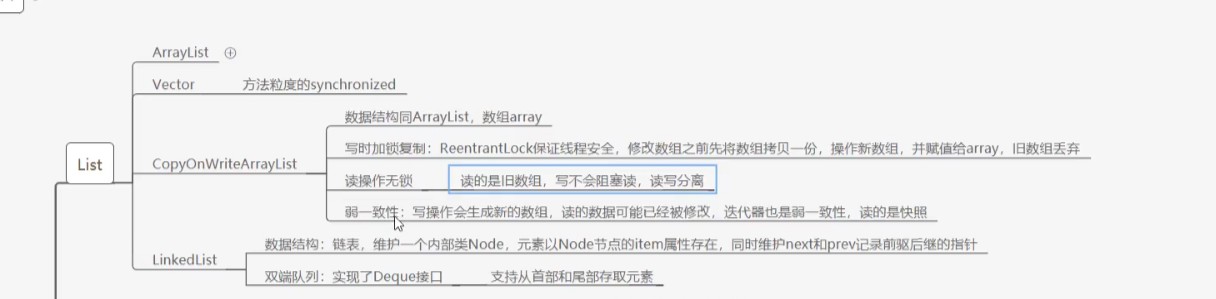 ArrayList
Vector
方法粒度的synchronized
数据结构同ArrayList，数组array
List
CopyOnWriteArrayList
写时加锁复制：ReentrantLock保证线程安全，修改数组之前先将数组拷贝一份，操作新数组，并赋值给array，旧数组丢弃
读操作无锁
读的是旧数组，写不会阻塞读，读写分离
弱一致性：写操作会生成新的数组，读的数据可能已经被修改，迭代器也是弱一致性，读的是快照
LinkedList
数据结构：链表，维护一个内部类Node，元素以Node节点的item属性存在，同时维护next和prev记录前驱后继的指针
双端队列：实现了Deque接口
支持从首部和尾部存取元素